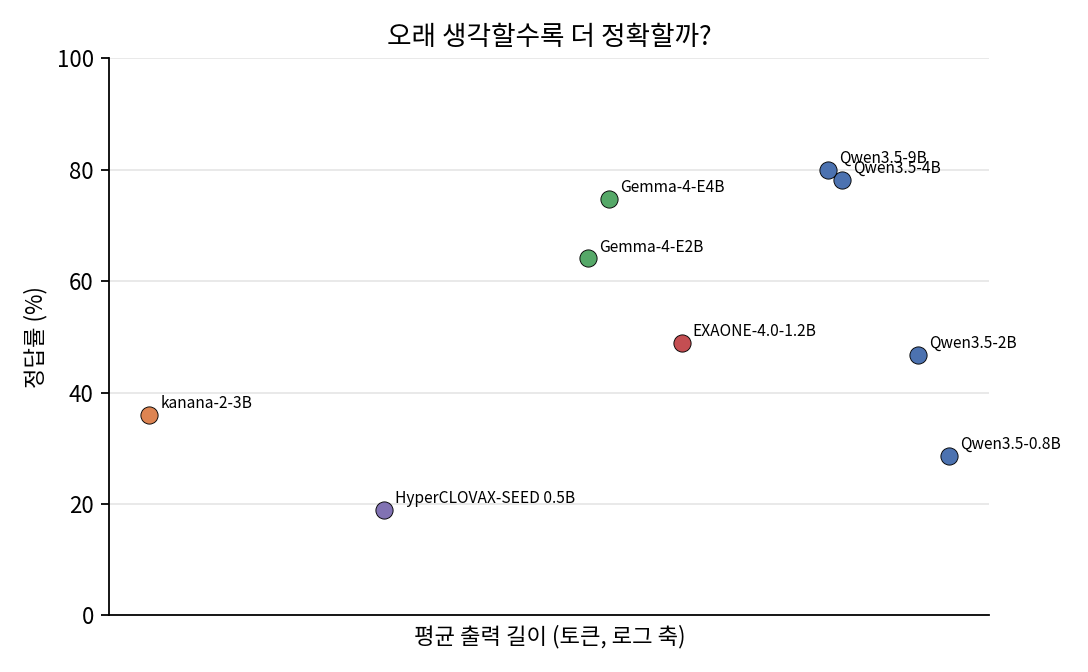 오래 생각할수록 더 정확할까?
100
80
60
40
20
0
정답률 (%)
Qwen3.5-9B
Qwen3.5-4B
Gemma-4-E4B
Gemma-4-E2B
EXAONE-4.0-1.2B
Qwen3.5-2B
kanana-2-3B
Qwen3.5-0.8B
HyperCLOVAX-SEED 0.5B
평균 출력 길이 (토큰, 로그 축)